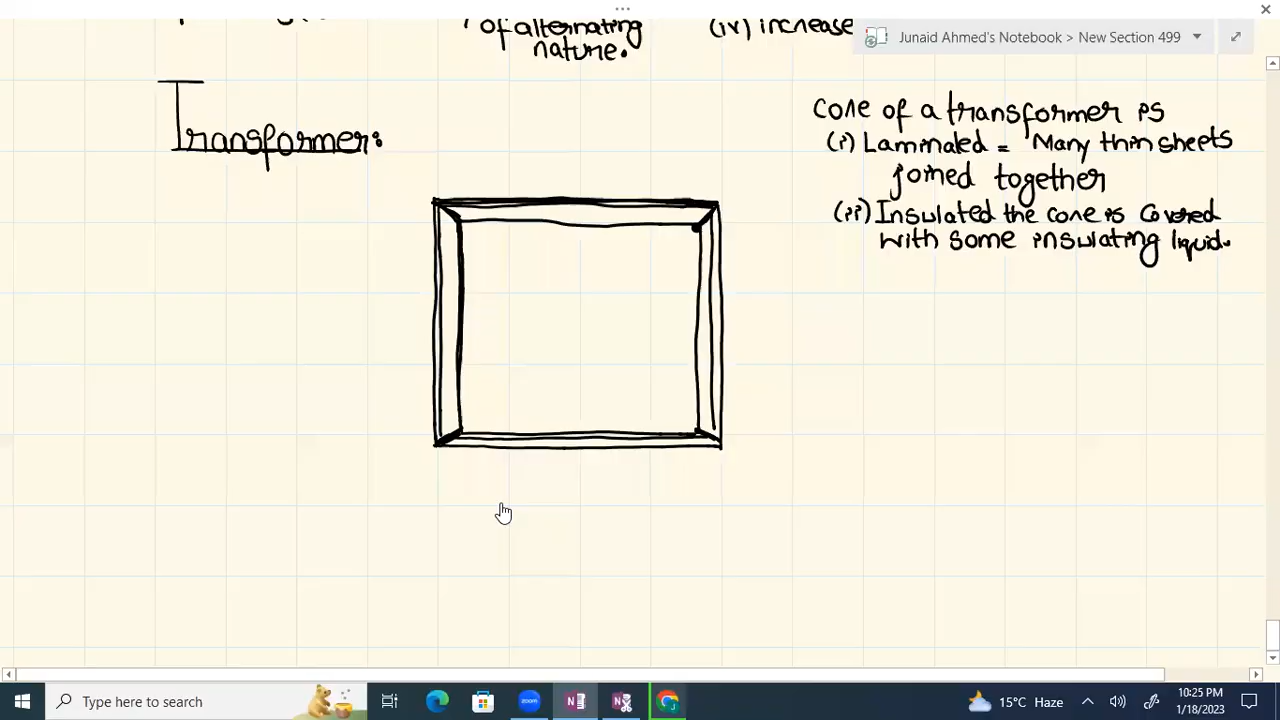 of alternating
nature.
(iv) increase
Junaid Ahmed's Notebook > New Section 499
Transformer:
core of a transformer is
(i) Laminated = Many thin sheets
joined together
(ii) Insulated the core is covered
with some insulating liquid.
Type here to search
zoom
15°C Haze
10:25 PM
1/18/2023